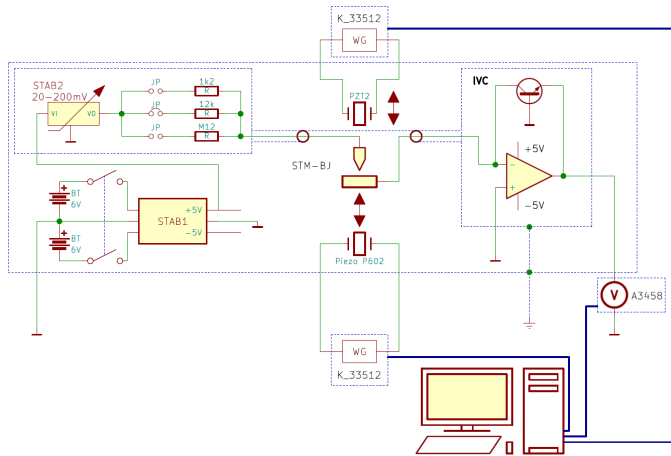 K_33512
WG
STAB2
20-200mV
VI
VO
JP
1k2
R
JP
12k
R
JP
M12
R
PZT2
IVC
+5V
-
+
-5V
STM-BJ
+
BT
6V
+
BT
6V
STAB1
+5V
-5V
Piezo P602
V
A3458
WG
K_33512